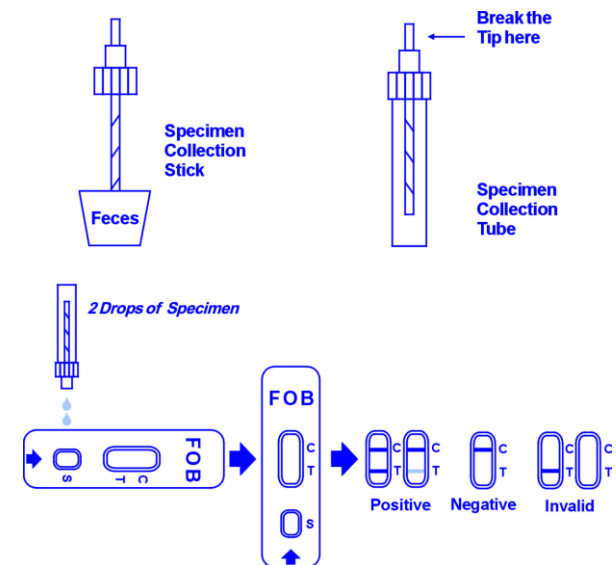 Break the
Tip here
Specimen
Collection
Stick
Feces
Specimen
Collection
Tube
2 Drops of Specimen
S
T
C
FOB
FOB
C
T
S
C
T
C
T
Positive
C
T
Negative
C
T
C
T
Invalid